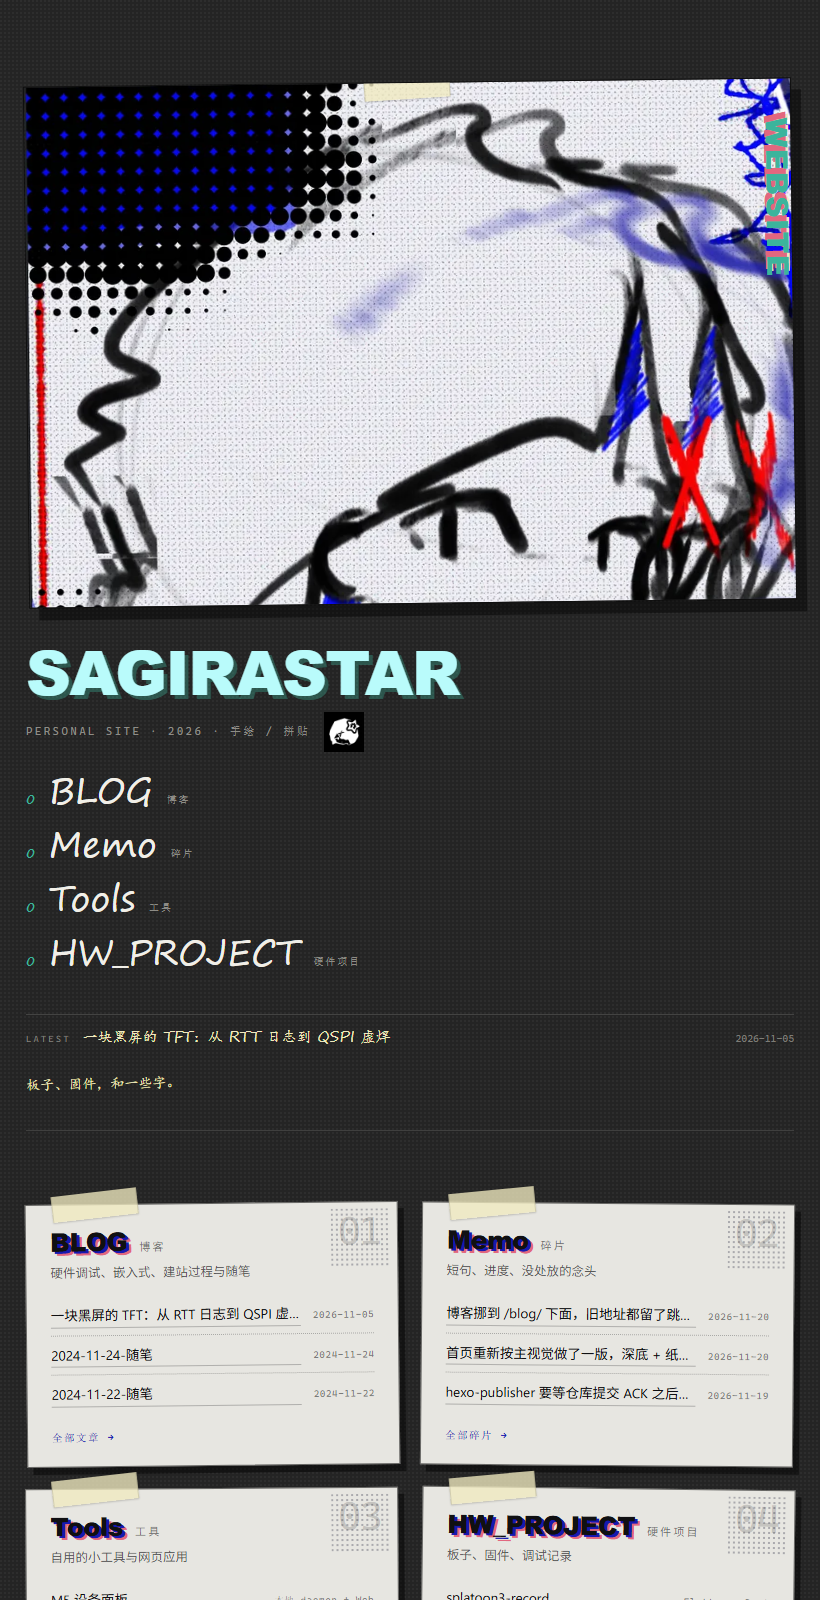 WEBSITE
SAGIRASTAR
PERSONAL SITE · 2026 · 手绘 / 拼贴
o BLOG 博客
o Memo 碎片
o Tools 工具
o HW_PROJECT 硬件项目
LATEST 一块黑屏的 TFT：从 RTT 日志到 QSPI 虚焊 2026-11-05
板子、固件，和一些字。
01
BLOG 博客
硬件调试、嵌入式、建站过程与随笔
一块黑屏的 TFT：从 RTT 日志到 QSPI 虚... 2026-11-05
2024-11-24-随笔 2024-11-24
2024-11-22-随笔 2024-11-22
全部文章 →
02
Memo 碎片
短句、进度、没处放的念头
博客挪到 /blog/ 下面，旧地址都留了跳... 2026-11-20
首页重新按主视觉做了一版，深底 + 纸... 2026-11-20
hexo-publisher 要等仓库提交 ACK 之后... 2026-11-19
全部碎片 →
03
Tools 工具
自用的小工具与网页应用
M5 设备面板
04
HW_PROJECT 硬件项目
板子、固件、调试记录
splatoon3-record